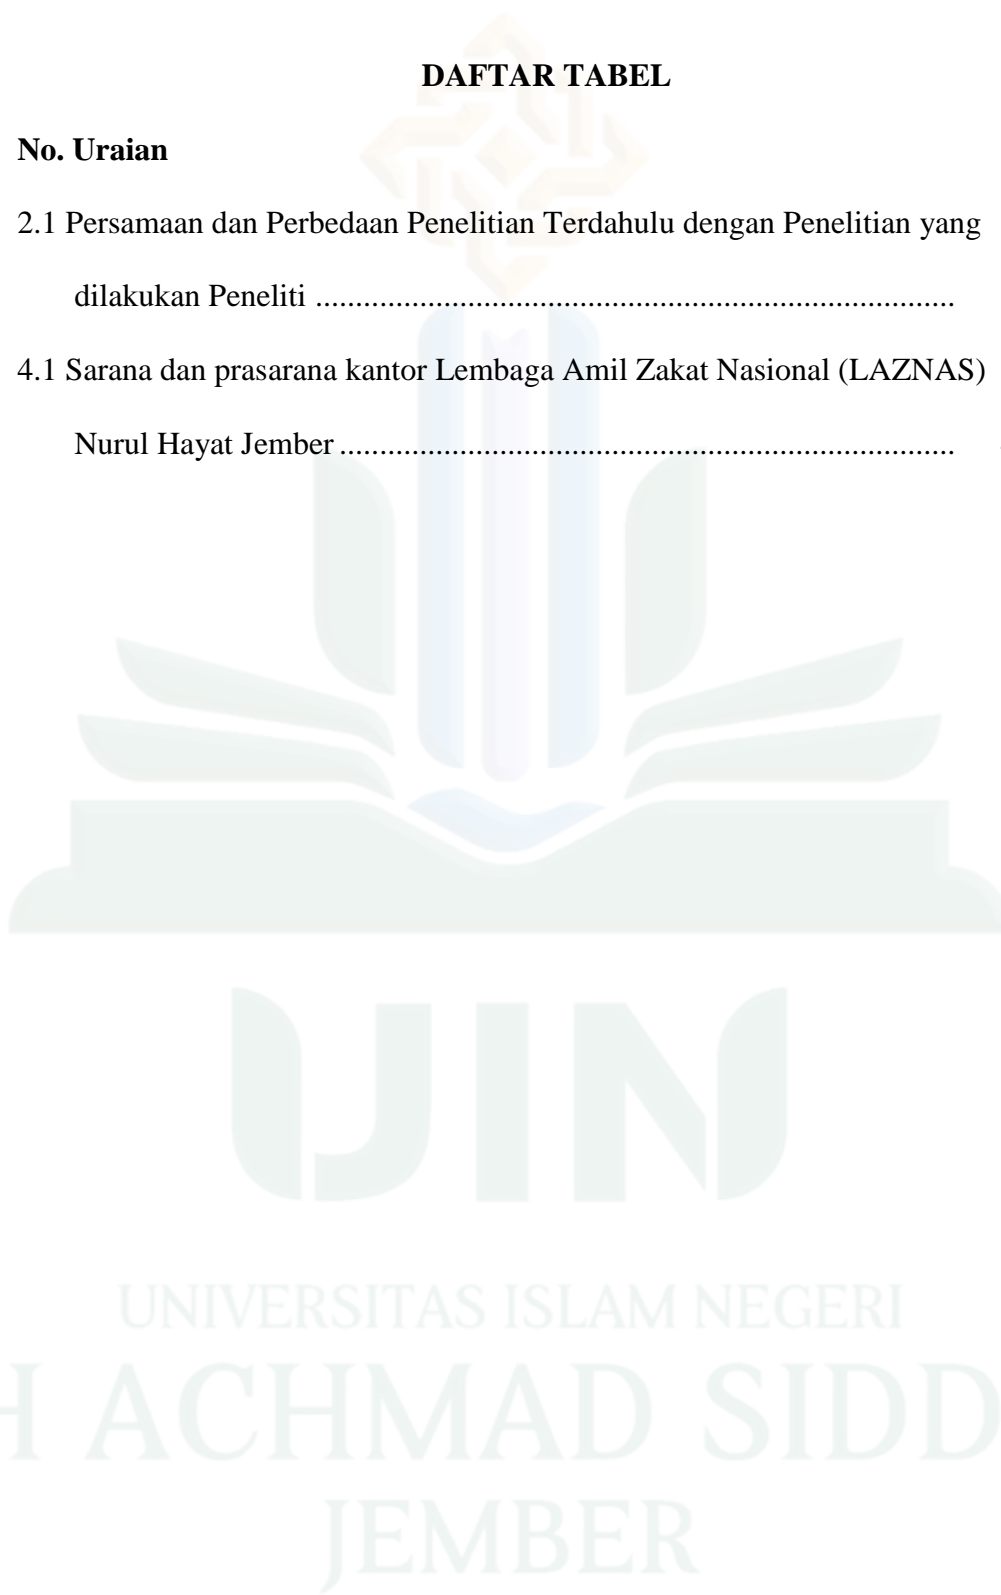 DAFTAR TABEL
No. Uraian
2.1 Persamaan dan Perbedaan Penelitian Terdahulu dengan Penelitian yang
dilakukan Peneliti ...............................................................................
4.1 Sarana dan prasarana kantor Lembaga Amil Zakat Nasional (LAZNAS)
Nurul Hayat Jember ............................................................................
UIN
UNIVERSITAS ISLAM NEGERI
H ACHMAD SIDD
JEMBER